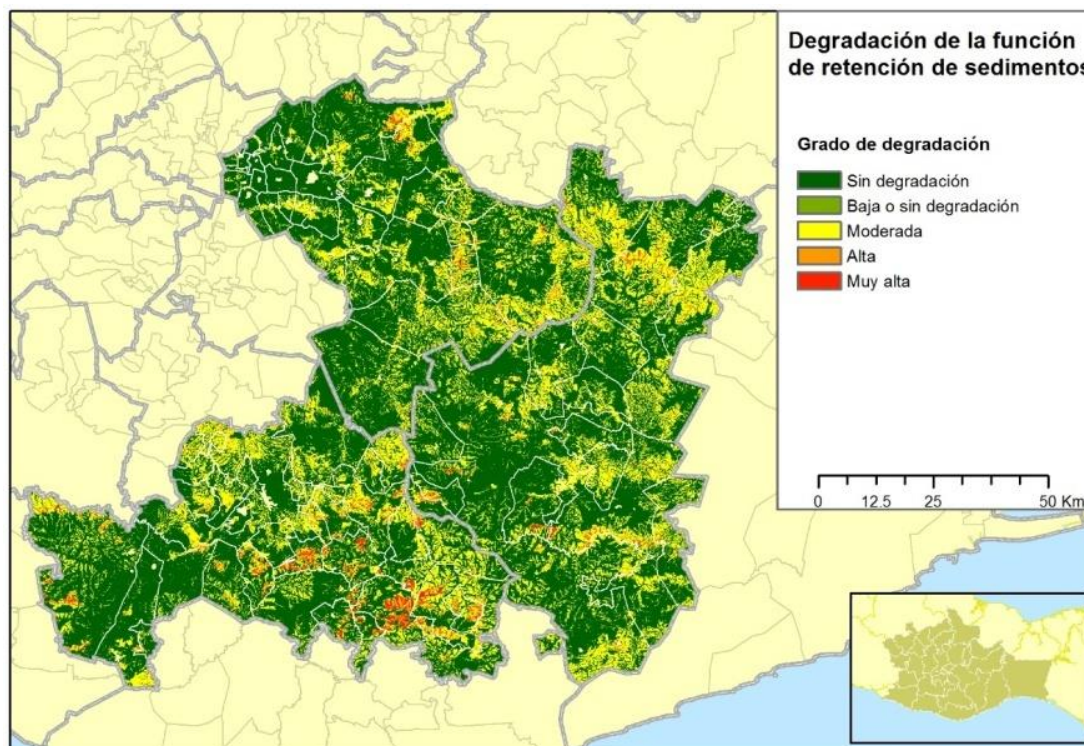 Degradación de la función
de retención de sedimentos
Grado de degradación
Sin degradación
Baja o sin degradación
Moderada
Alta
Muy alta
0 12.5 25 50 Km